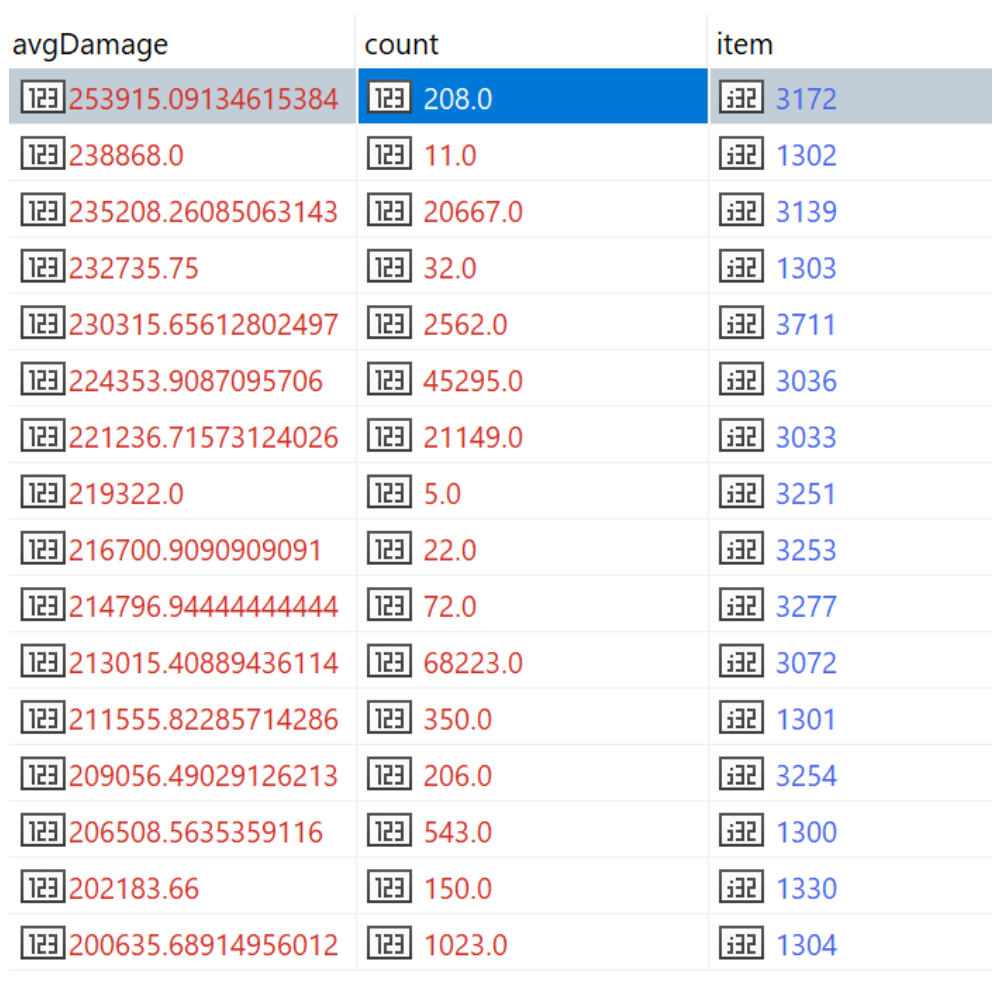 avgDamage count item
123 253915.09134615384 123 208.0 i32 3172
123 238868.0 123 11.0 i32 1302
123 235208.26085063143 123 20667.0 i32 3139
123 232735.75 123 32.0 i32 1303
123 230315.65612802497 123 2562.0 i32 3711
123 224353.9087095706 123 45295.0 i32 3036
123 221236.71573124026 123 21149.0 i32 3033
123 219322.0 123 5.0 i32 3251
123 216700.9090909091 123 22.0 i32 3253
123 214796.94444444444 123 72.0 i32 3277
123 213015.40889436114 123 68223.0 i32 3072
123 211555.82285714286 123 350.0 i32 1301
123 209056.49029126213 123 206.0 i32 3254
123 206508.5635359116 123 543.0 i32 1300
123 202183.66 123 150.0 i32 1330
123 200635.68914956012 123 1023.0 i32 1304